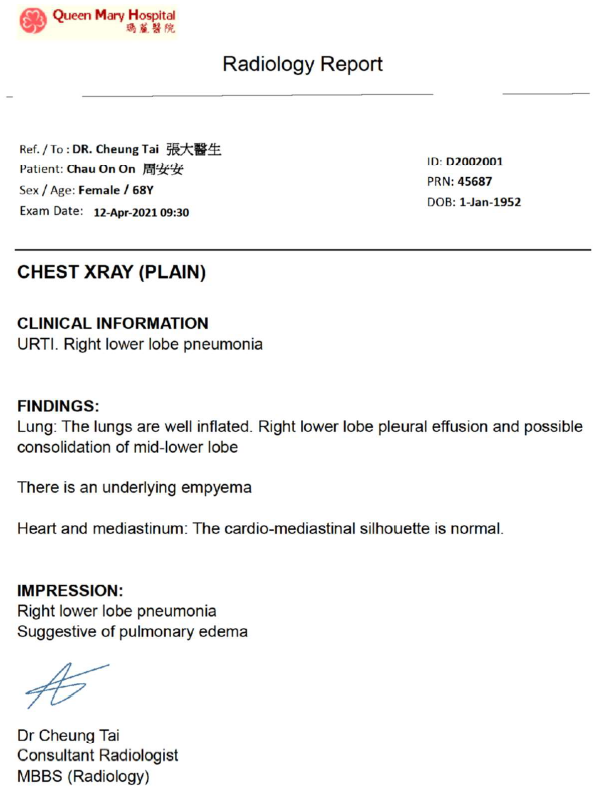 Queen Mary Hospital
瑪麗醫院
Radiology Report
Ref. / To : DR. Cheung Tai 張大醫生
Patient: Chau On On 周安安
Sex / Age: Female / 68Y
Exam Date: 12-Apr-2021 09:30
ID: D2002001
PRN: 45687
DOB: 1-Jan-1952
CHEST XRAY (PLAIN)
CLINICAL INFORMATION
URTI. Right lower lobe pneumonia
FINDINGS:
Lung: The lungs are well inflated. Right lower lobe pleural effusion and possible
consolidation of mid-lower lobe
There is an underlying empyema
Heart and mediastinum: The cardio-mediastinal silhouette is normal.
IMPRESSION:
Right lower lobe pneumonia
Suggestive of pulmonary edema
Dr Cheung Tai
Consultant Radiologist
MBBS (Radiology)